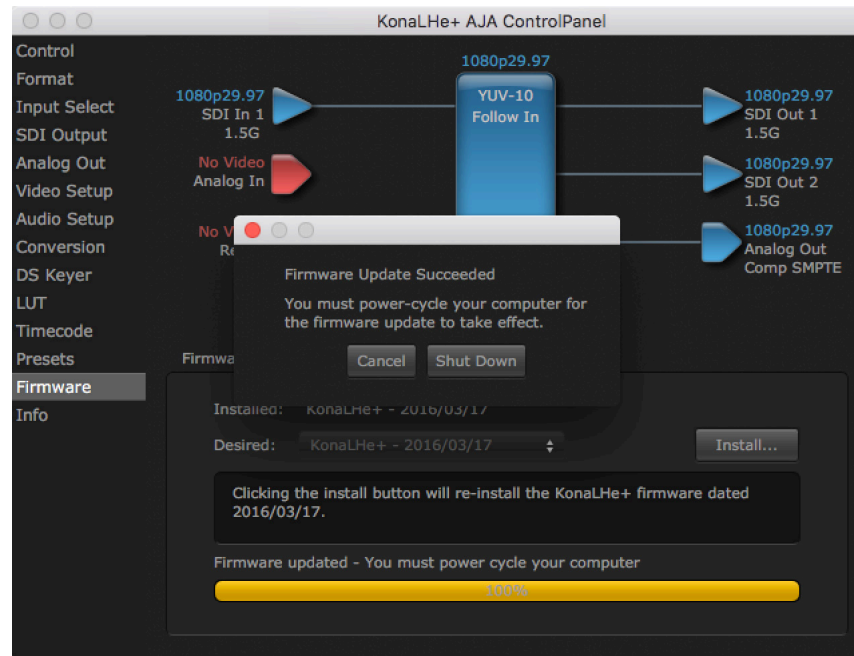 KonaLHe+ AJA ControlPanel
Control
Format
Input Select
SDI Output
Analog Out
Video Setup
Audio Setup
Conversion
DS Keyer
LUT
Timecode
Presets
Firmware
Info
1080p29.97
YUV-10
Follow In
1080p29.97
SDI In 1
1.5G
No Video
Analog In
No V
Re
1080p29.97
SDI Out 1
1.5G
1080p29.97
SDI Out 2
1.5G
1080p29.97
Analog Out
Comp SMPTE
Firmware Update Succeeded
You must power-cycle your computer for
the firmware update to take effect.
Cancel Shut Down
Firmwa
Installed: KonaLHe+ - 2016/03/17
Desired: KonaLHe+ - 2016/03/17 Install...
Clicking the install button will re-install the KonaLHe+ firmware dated
2016/03/17.
Firmware updated - You must power cycle your computer
100%